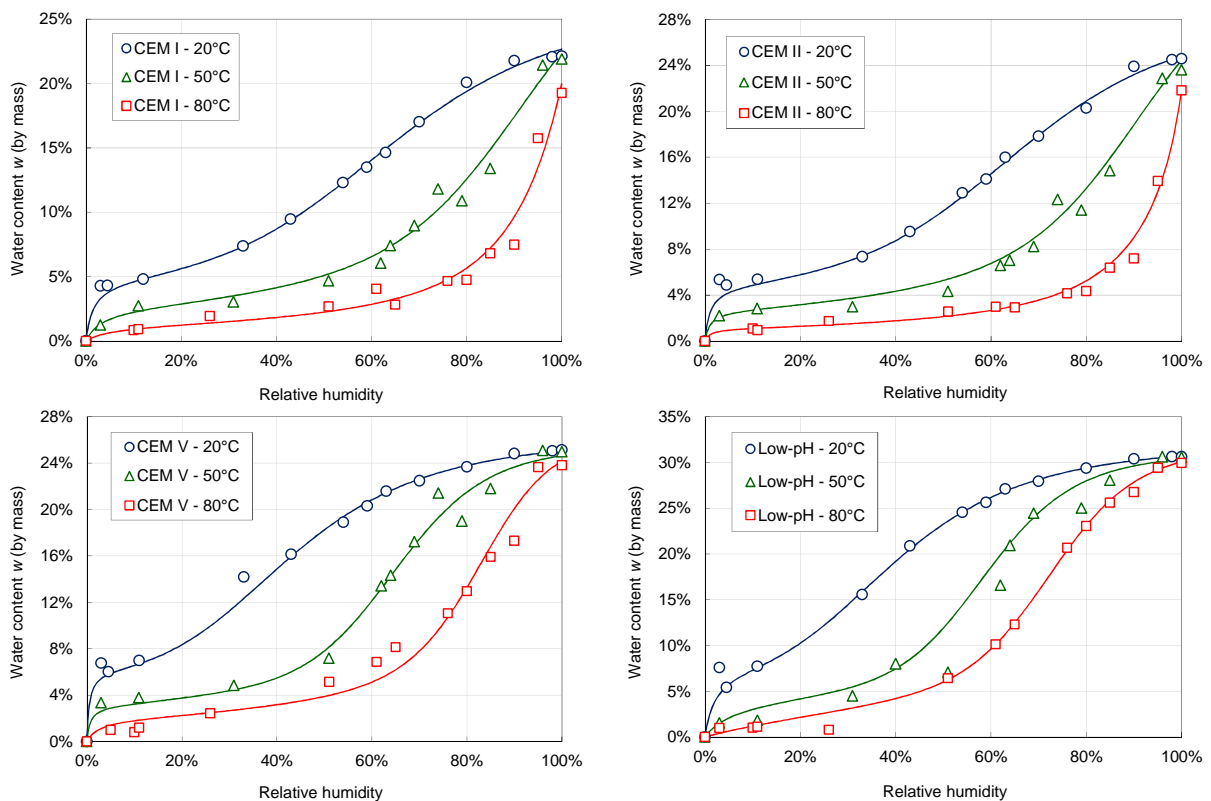 25%
20%
15%
10%
5%
0%
Water content w (by mass)
CEM I - 20°C
CEM I - 50°C
CEM I - 80°C
0% 20% 40% 60% 80% 100%
Relative humidity
28%
24%
20%
16%
12%
8%
4%
0%
Water content w (by mass)
CEM II - 20°C
CEM II - 50°C
CEM II - 80°C
0% 20% 40% 60% 80% 100%
Relative humidity
28%
24%
20%
16%
12%
8%
4%
0%
Water content w (by mass)
CEM V - 20°C
CEM V - 50°C
CEM V - 80°C
0% 20% 40% 60% 80% 100%
Relative humidity
35%
30%
25%
20%
15%
10%
5%
0%
Water content w (by mass)
Low-pH - 20°C
Low-pH - 50°C
Low-pH - 80°C
0% 20% 40% 60% 80% 100%
Relative humidity